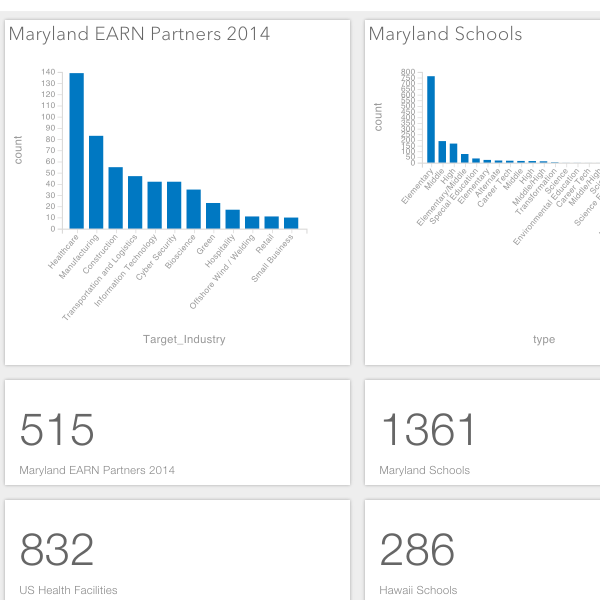 Maryland EARN Partners 2014
140
130
120
110
100
90
80
70
60
50
40
30
20
10
0
count
Healthcare
Manufacturing
Construction
Transportation and Logistics
Information Technology
Cyber Security
Bioscience
Green
Hospitality
Offshore Wind / Welding
Retail
Small Business
Target_Industry
Maryland Schools
800
750
700
650
600
550
500
450
400
350
300
250
200
150
100
50
0
count
Elementary
Middle
High
Elementary/Middle
Special Education
Elementary
Alternate
Career Tech
Middle
High
Middle/High
Transformation
Science
Environmental Education
Career Tech
Middle/High
type
515
Maryland EARN Partners 2014
1361
Maryland Schools
832
US Health Facilities
286
Hawaii Schools